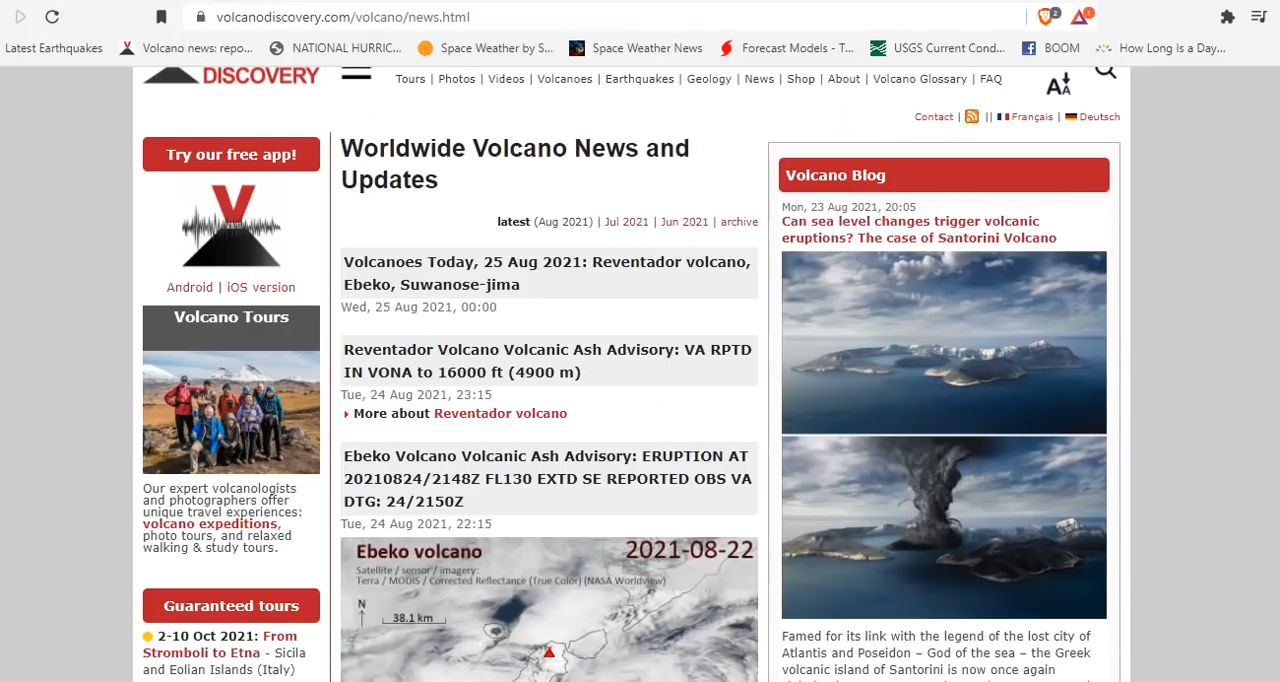 volcanodiscovery.com/volcano/news.html
2
1
Latest Earthquakes
Volcano news: repo...
NATIONAL HURRIC...
Space Weather by S...
Space Weather News
Forecast Models - T...
USGS Current Cond...
BOOM
How Long Is a Day...
DISCOVERY
Tours | Photos | Videos | Volcanoes | Earthquakes | Geology | News | Shop | About | Volcano Glossary | FAQ
Contact | || Français | Deutsch
Try our free app!
Android | iOS version
Volcano Tours
Our expert volcanologists
and photographers offer
unique travel experiences:
volcano expeditions,
photo tours, and relaxed
walking & study tours.
Guaranteed tours
2-10 Oct 2021: From
Stromboli to Etna - Sicila
and Eolian Islands (Italy)
Worldwide Volcano News and
Updates
latest (Aug 2021) | Jul 2021 | Jun 2021 | archive
Volcanoes Today, 25 Aug 2021: Reventador volcano,
Ebeko, Suwanose-jima
Wed, 25 Aug 2021, 00:00
Reventador Volcano Volcanic Ash Advisory: VA RPTD
IN VONA to 16000 ft (4900 m)
Tue, 24 Aug 2021, 23:15
More about Reventador volcano
Ebeko Volcano Volcanic Ash Advisory: ERUPTION AT
20210824/2148Z FL130 EXTD SE REPORTED OBS VA
DTG: 24/2150Z
Tue, 24 Aug 2021, 22:15
Ebeko volcano
2021-08-22
Satellite / sensor / imagery:
Terra / MODIS / Corrected Reflectance (True Color) (NASA Worldview)
N
38.1 km
Volcano Blog
Mon, 23 Aug 2021, 20:05
Can sea level changes trigger volcanic
eruptions? The case of Santorini Volcano
Famed for its link with the legend of the lost city of
Atlantis and Poseidon – God of the sea – the Greek
volcanic island of Santorini is now once again